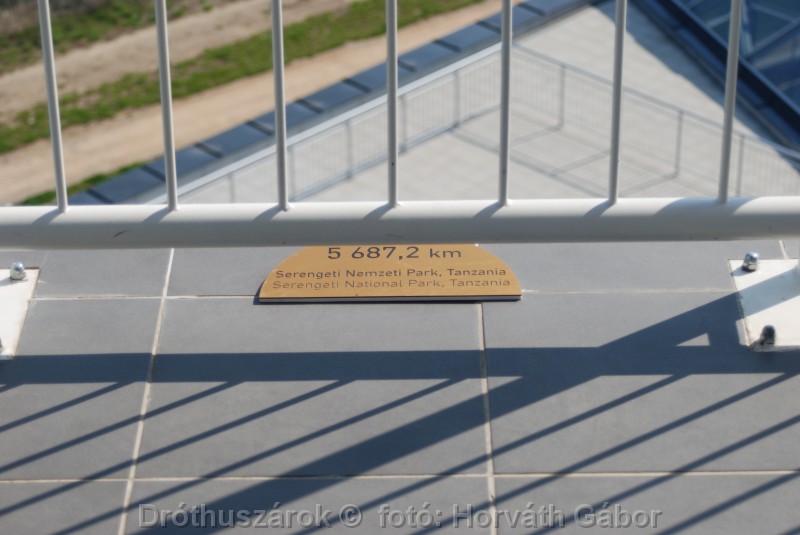 5 687,2 km
Serengeti Nemzeti Park, Tanzania
Serengeti National Park, Tanzania
Dróthuszárok © fotó: Horváth Gábor